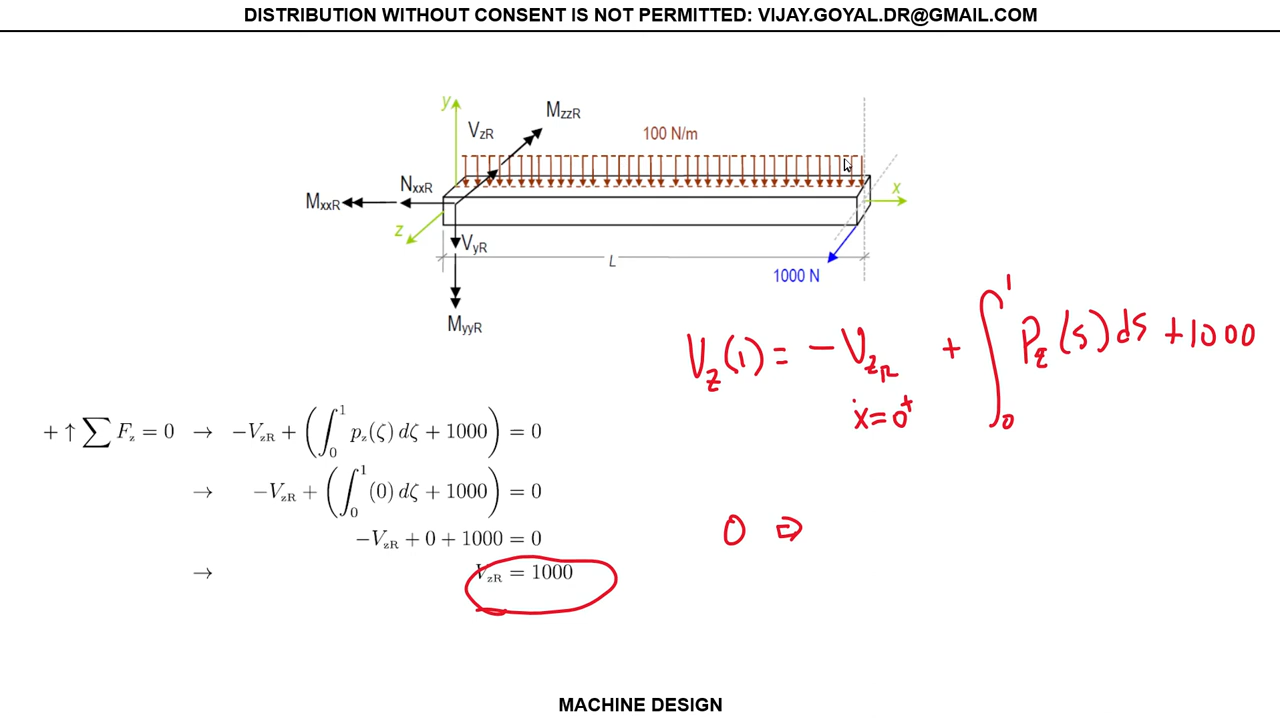 DISTRIBUTION WITHOUT CONSENT IS NOT PERMITTED: VIJAY.GOYAL.DR@GMAIL.COM
y
MzzR
VzR
100 N/m
NxxR
MxxR
x
z
VyR
L
1000 N
MyyR
Vz(1) = -VzR + ∫₀¹ Pz(ζ)dζ + 1000
x=0⁺
+↑∑Fz = 0 → −VzR + (∫₀¹ pz(ζ) dζ + 1000) = 0
→ −VzR + (∫₀¹ (0) dζ + 1000) = 0
−VzR + 0 + 1000 = 0
0 ⇒
→ VzR = 1000
MACHINE DESIGN